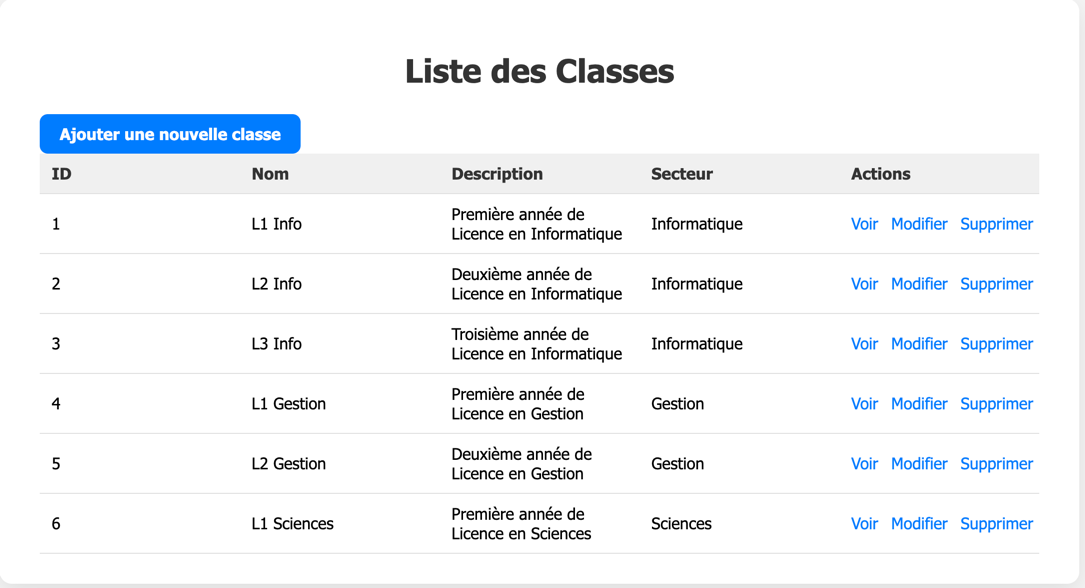 Liste des Classes
Ajouter une nouvelle classe
ID Nom Description Secteur Actions
1 L1 Info Première année de Licence en Informatique Informatique Voir Modifier Supprimer
2 L2 Info Deuxième année de Licence en Informatique Informatique Voir Modifier Supprimer
3 L3 Info Troisième année de Licence en Informatique Informatique Voir Modifier Supprimer
4 L1 Gestion Première année de Licence en Gestion Gestion Voir Modifier Supprimer
5 L2 Gestion Deuxième année de Licence en Gestion Gestion Voir Modifier Supprimer
6 L1 Sciences Première année de Licence en Sciences Sciences Voir Modifier Supprimer